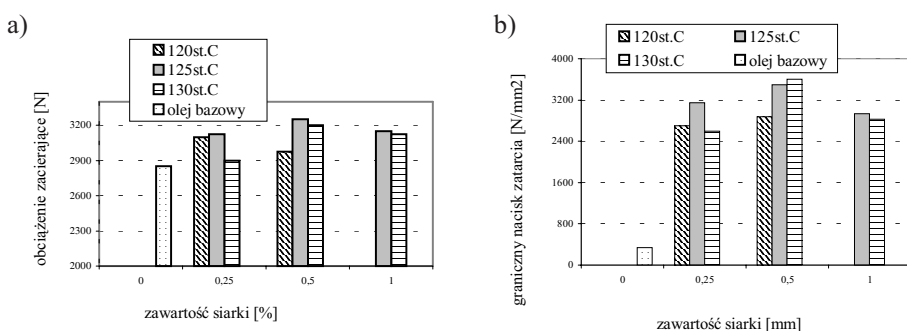 a)
120st.C
125st.C
130st.C
olej bazowy
obciążenie zacierające [N]
3200
2900
2600
2300
2000
0
0,25
0,5
1
zawartość siarki [%]
b)
120st.C
125st.C
130st.C
olej bazowy
graniczny nacisk zatarcia [N/mm2]
4000
3200
2400
1600
800
0
0
0,25
0,5
1
zawartość siarki [mm]